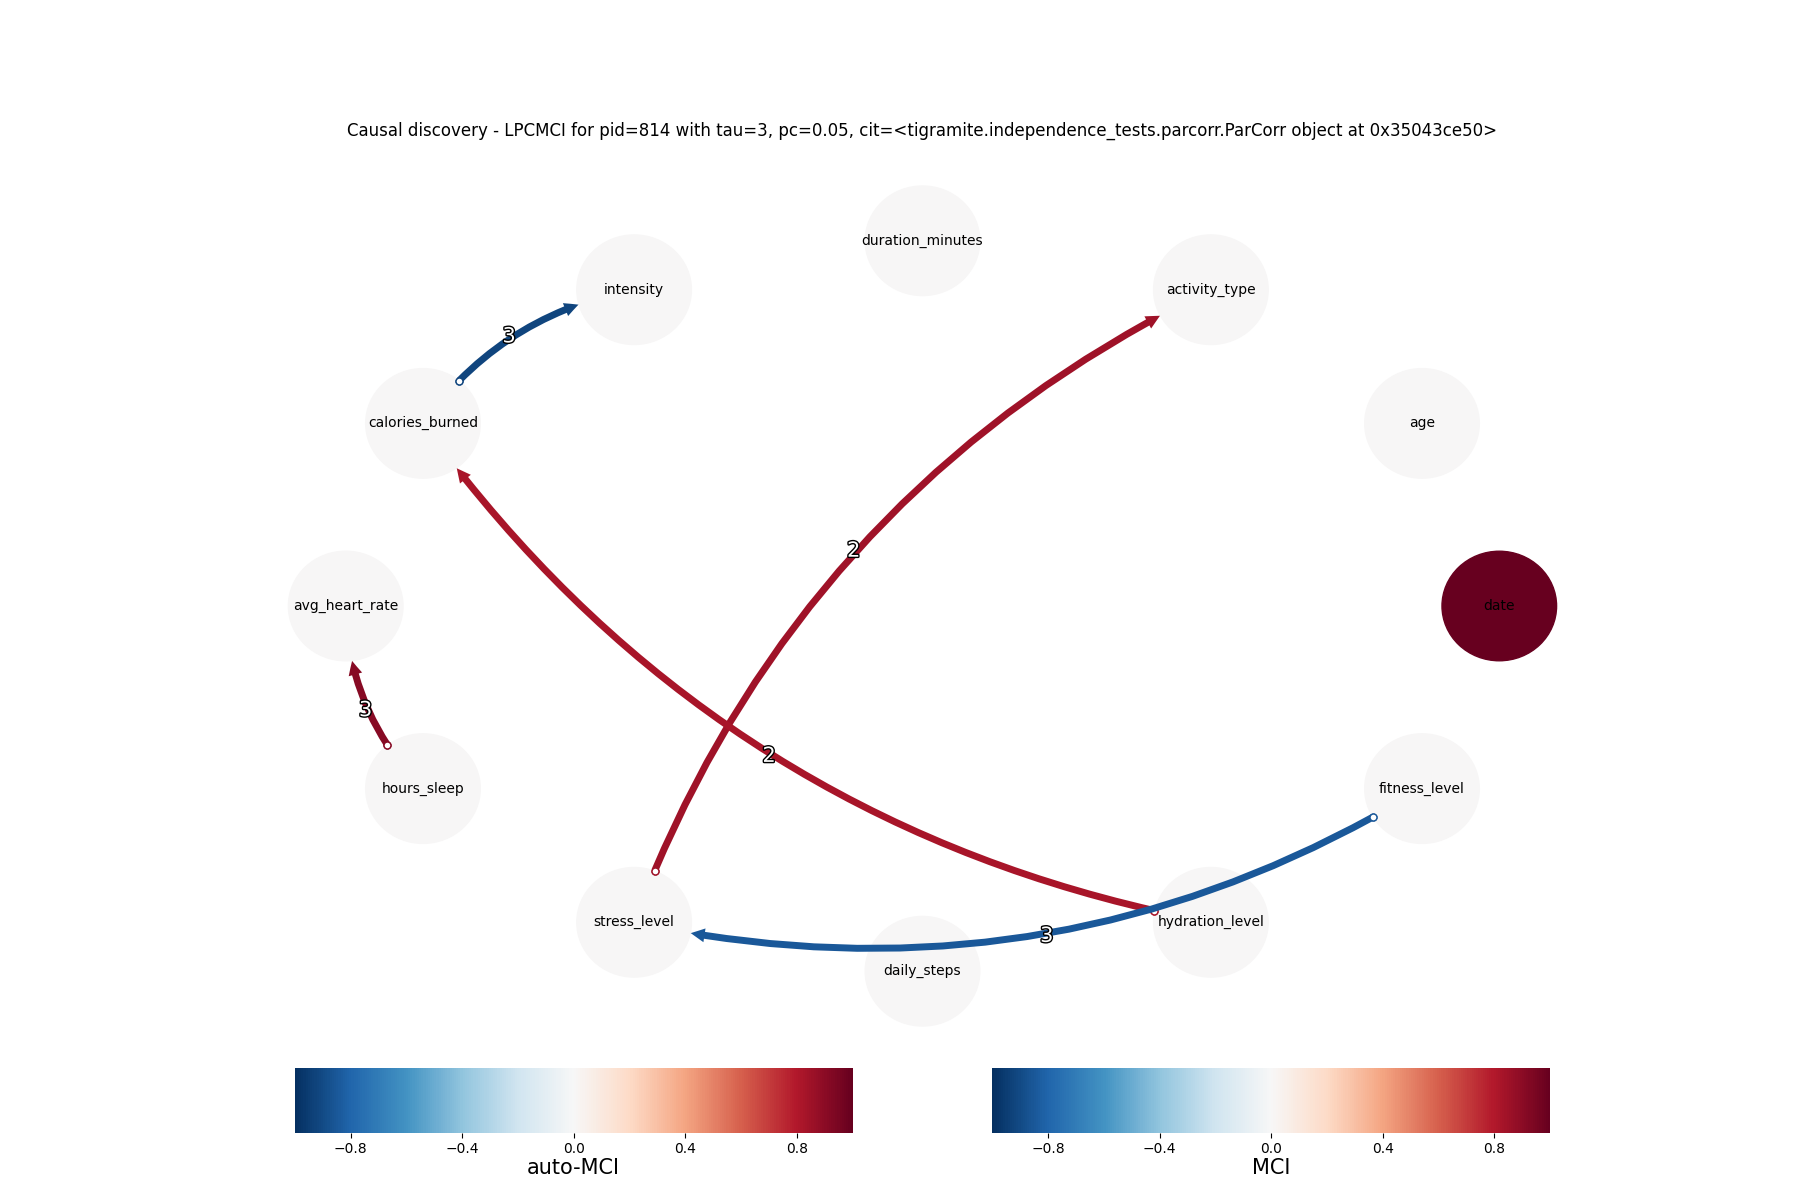 Causal discovery - LPCMCI for pid=814 with tau=3, pc=0.05, cit=<tigramite.independence_tests.parcorr.ParCorr object at 0x35043ce50>
duration_minutes
intensity
activity_type
3
calories_burned
age
2
avg_heart_rate
date
3
2
hours_sleep
fitness_level
stress_level
hydration_level
3
daily_steps
−0.8 −0.4 0.0 0.4 0.8
auto-MCI
−0.8 −0.4 0.0 0.4 0.8
MCI